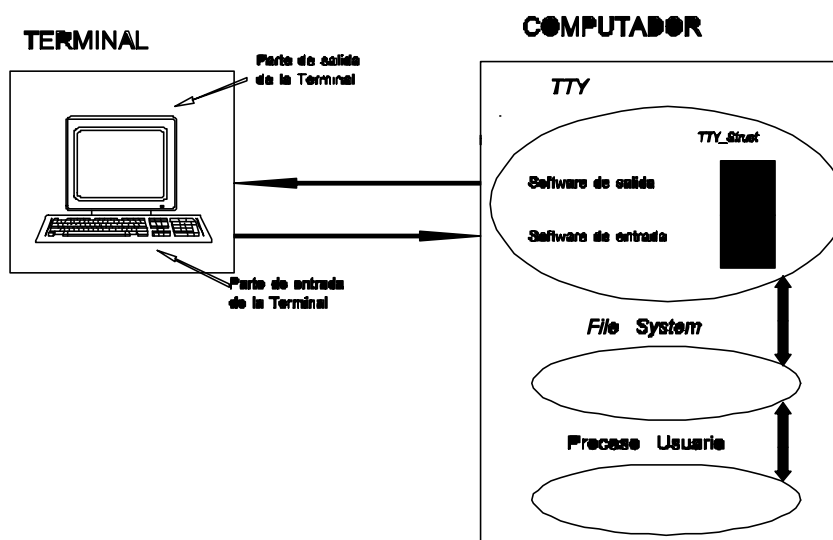 TERMINAL
Parte de salida
de la Terminal
Parte de entrada
de la Terminal
COMPUTADOR
TTY
TTY_Struct
Software de salida
Software de entrada
File System
Proceso Usuario